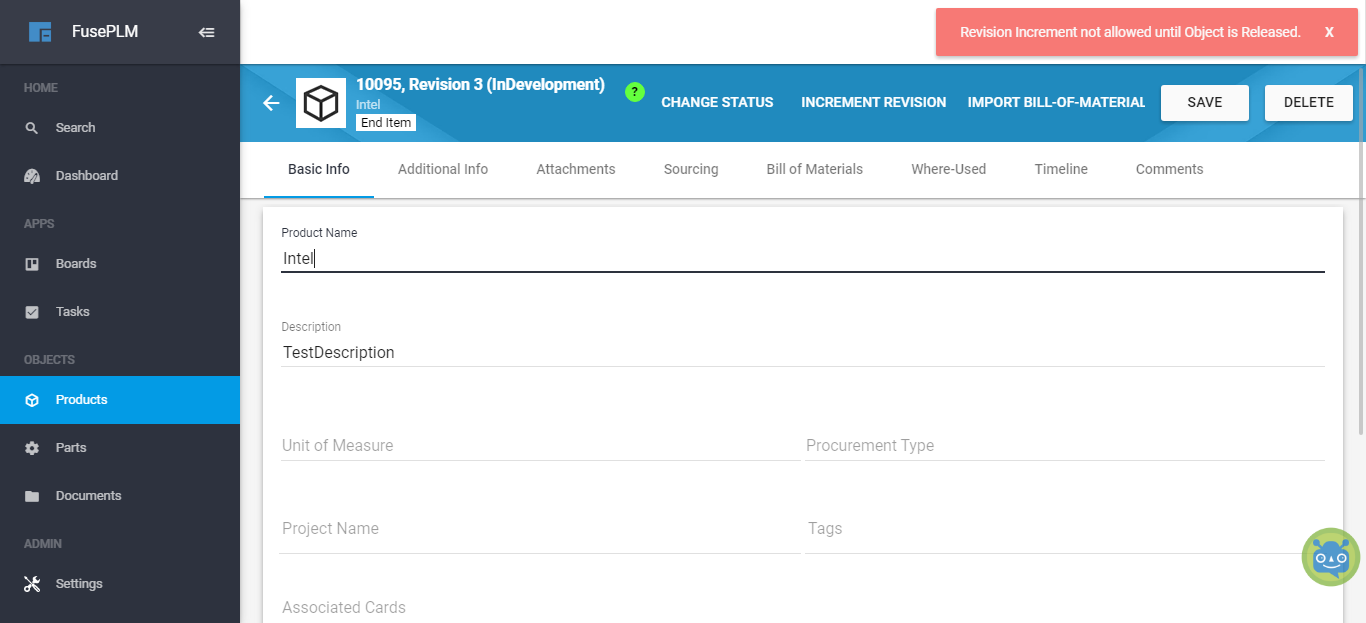 FusePLM
Revision Increment not allowed until Object is Released. X
HOME
Search
Dashboard
APPS
Boards
Tasks
OBJECTS
Products
Parts
Documents
ADMIN
Settings
10095, Revision 3 (InDevelopment)
Intel
End Item
?
CHANGE STATUS INCREMENT REVISION IMPORT BILL-OF-MATERIAL SAVE DELETE
Basic Info Additional Info Attachments Sourcing Bill of Materials Where-Used Timeline Comments
Product Name
Intel
Description
TestDescription
Unit of Measure Procurement Type
Project Name Tags
Associated Cards